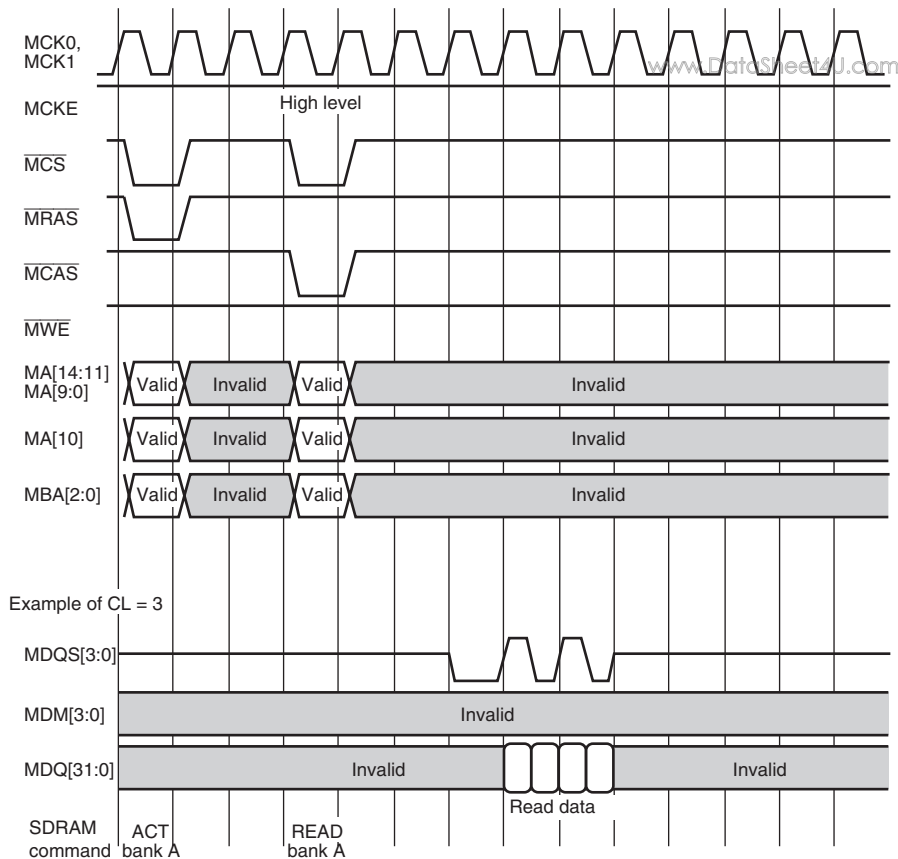 MCK0,
MCK1
www.DataSheet4U.com
MCKE
High level
MCS
MRAS
MCAS
MWE
MA[14:11]
MA[9:0]
Valid Invalid Valid Invalid
MA[10] Valid Invalid Valid Invalid
MBA[2:0] Valid Invalid Valid Invalid
Example of CL = 3
MDQS[3:0]
MDM[3:0] Invalid
MDQ[31:0] Invalid Invalid
Read data
SDRAM
command
ACT
bank A
READ
bank A